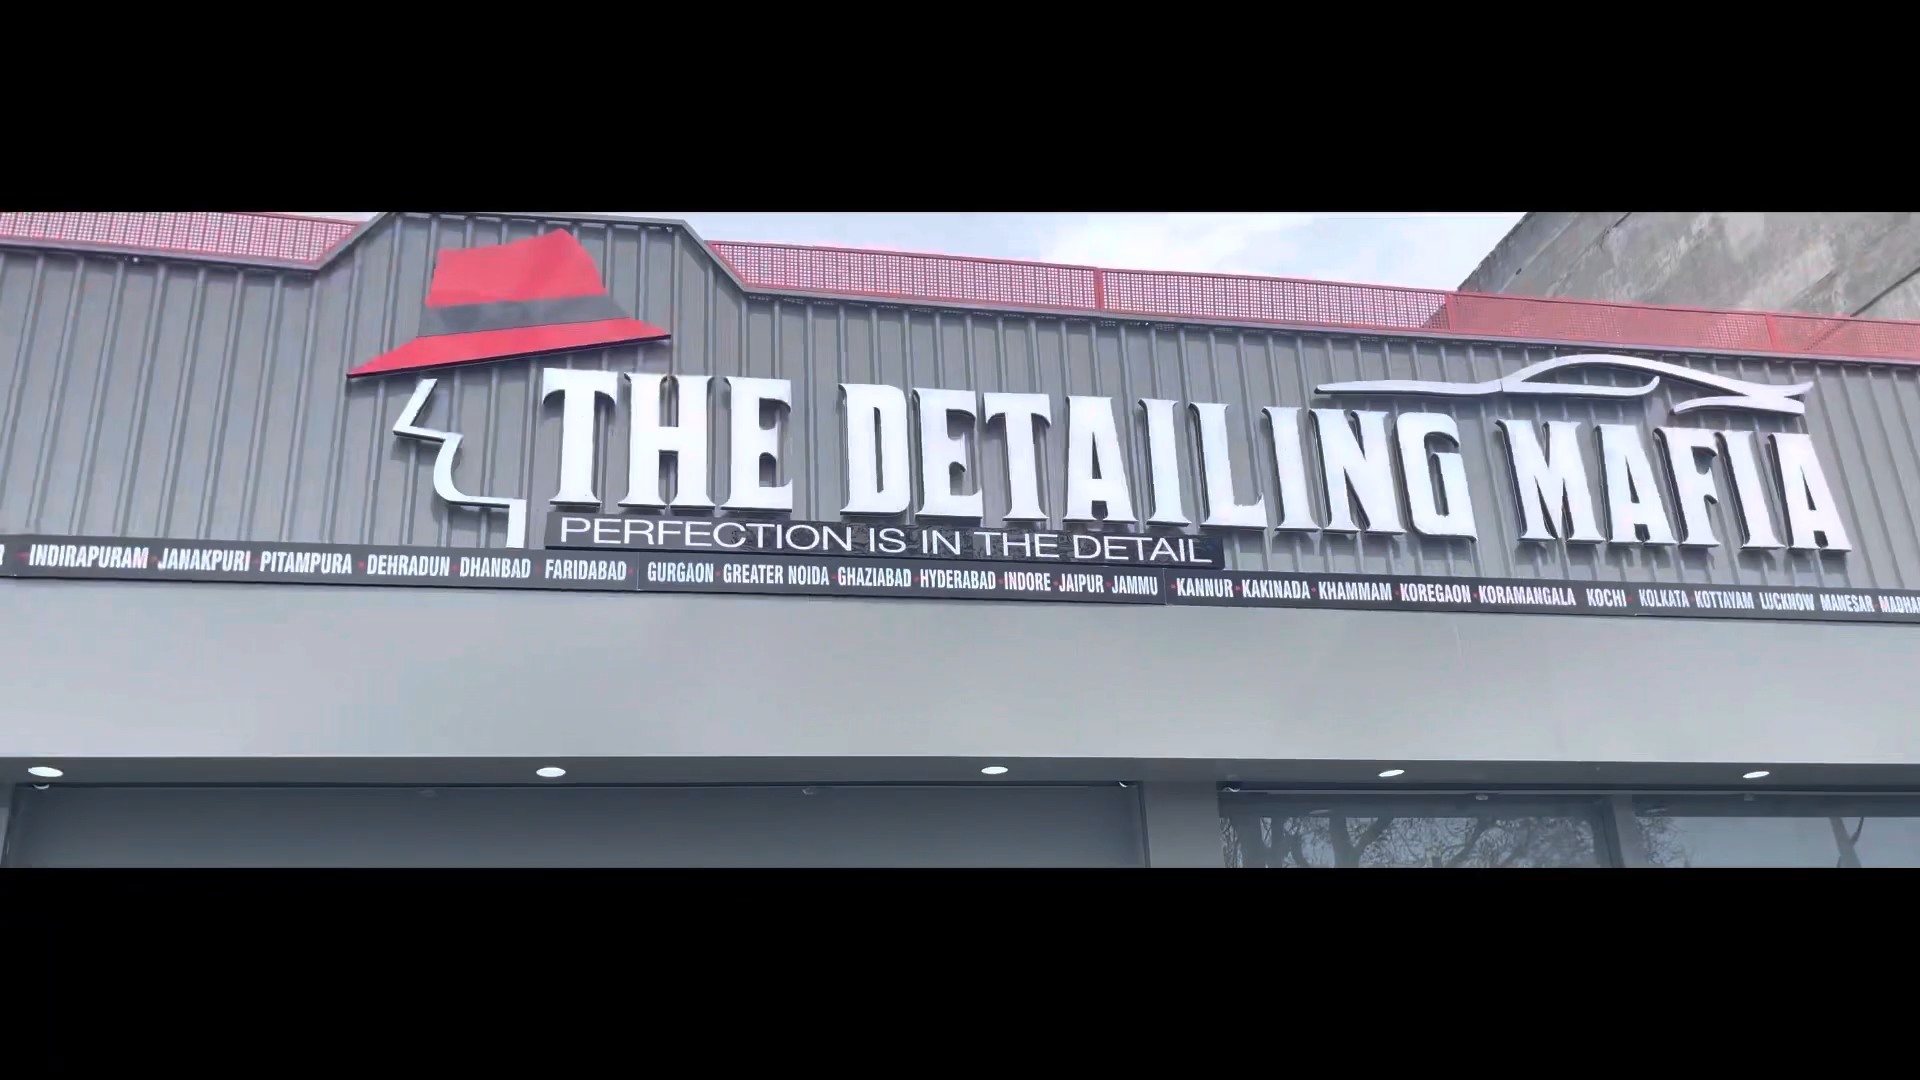 THE DETAILING MAFIA
PERFECTION IS IN THE DETAIL
INDIRAPURAM JANAKPURI PITAMPURA DEHRADUN DHANBAD FARIDABAD GURGAON GREATER NOIDA GHAZIABAD HYDERABAD INDORE JAIPUR JAMMU KANNUR KAKINADA KHAMMAM KOREGAON KORAMANGALA KOCHI KOLKATA KOTTAYAM LUCKNOW MANESAR